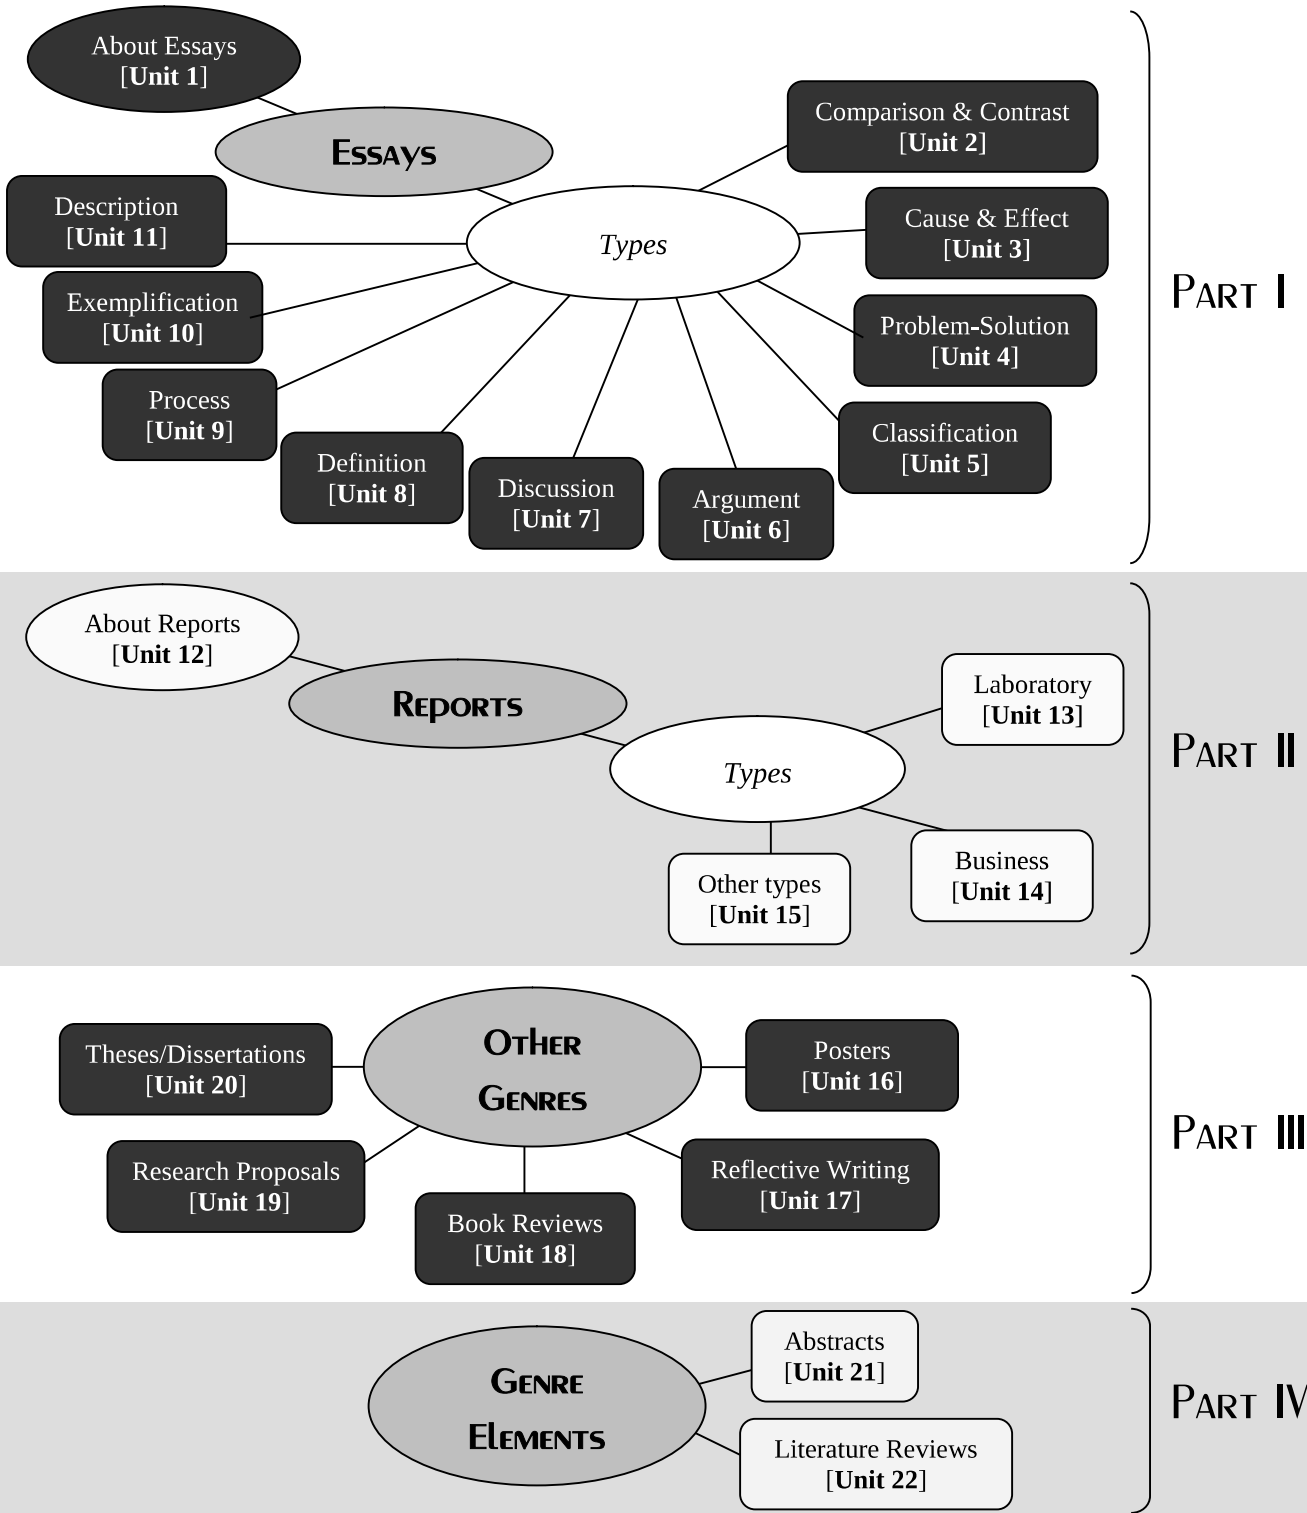 About Essays
[Unit 1]
Essays
Types
Comparison & Contrast
[Unit 2]
Cause & Effect
[Unit 3]
Problem-Solution
[Unit 4]
Classification
[Unit 5]
Argument
[Unit 6]
Discussion
[Unit 7]
Definition
[Unit 8]
Process
[Unit 9]
Exemplification
[Unit 10]
Description
[Unit 11]
Part I
About Reports
[Unit 12]
Reports
Types
Laboratory
[Unit 13]
Business
[Unit 14]
Other types
[Unit 15]
Part II
Other
Genres
Posters
[Unit 16]
Reflective Writing
[Unit 17]
Book Reviews
[Unit 18]
Research Proposals
[Unit 19]
Theses/Dissertations
[Unit 20]
Part III
Genre
Elements
Abstracts
[Unit 21]
Literature Reviews
[Unit 22]
Part IV